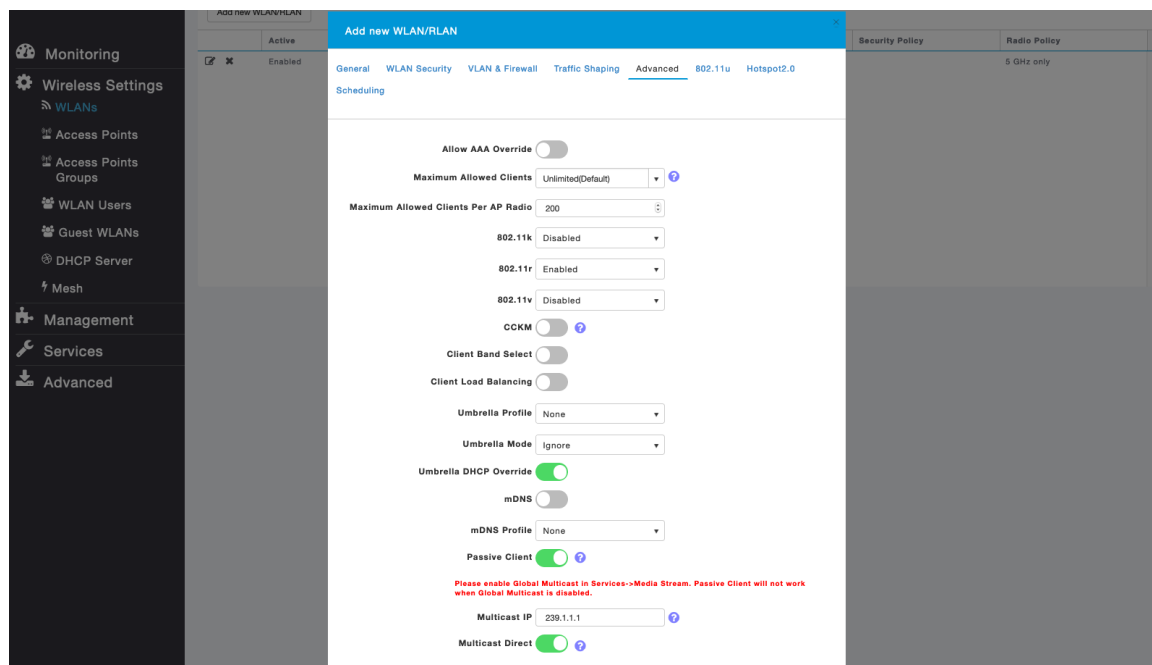 Add new WLAN/RLAN
Active
Security Policy
Radio Policy
Enabled
5 GHz only
Monitoring
Wireless Settings
WLANs
Access Points
Access Points
Groups
WLAN Users
Guest WLANs
DHCP Server
Mesh
Management
Services
Advanced
Add new WLAN/RLAN
General WLAN Security VLAN & Firewall Traffic Shaping Advanced 802.11u Hotspot2.0
Scheduling
Allow AAA Override
Maximum Allowed Clients Unlimited(Default)
Maximum Allowed Clients Per AP Radio 200
802.11k Disabled
802.11r Enabled
802.11v Disabled
CCKM
Client Band Select
Client Load Balancing
Umbrella Profile None
Umbrella Mode Ignore
Umbrella DHCP Override
mDNS
mDNS Profile None
Passive Client
Please enable Global Multicast in Services->Media Stream. Passive Client will not work
when Global Multicast is disabled.
Multicast IP 239.1.1.1
Multicast Direct